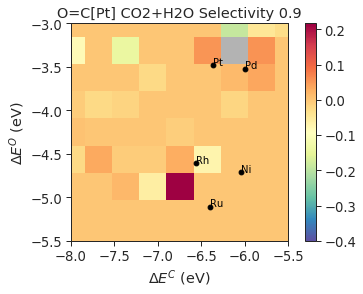 O=C[Pt] CO2+H2O Selectivity 0.9
ΔE^O (eV)
−3.0
−3.5
−4.0
−4.5
−5.0
−5.5
Pt
Pd
Rh
Ni
Ru
−8.0 −7.5 −7.0 −6.5 −6.0 −5.5
ΔE^C (eV)
0.2
0.1
0.0
−0.1
−0.2
−0.3
−0.4